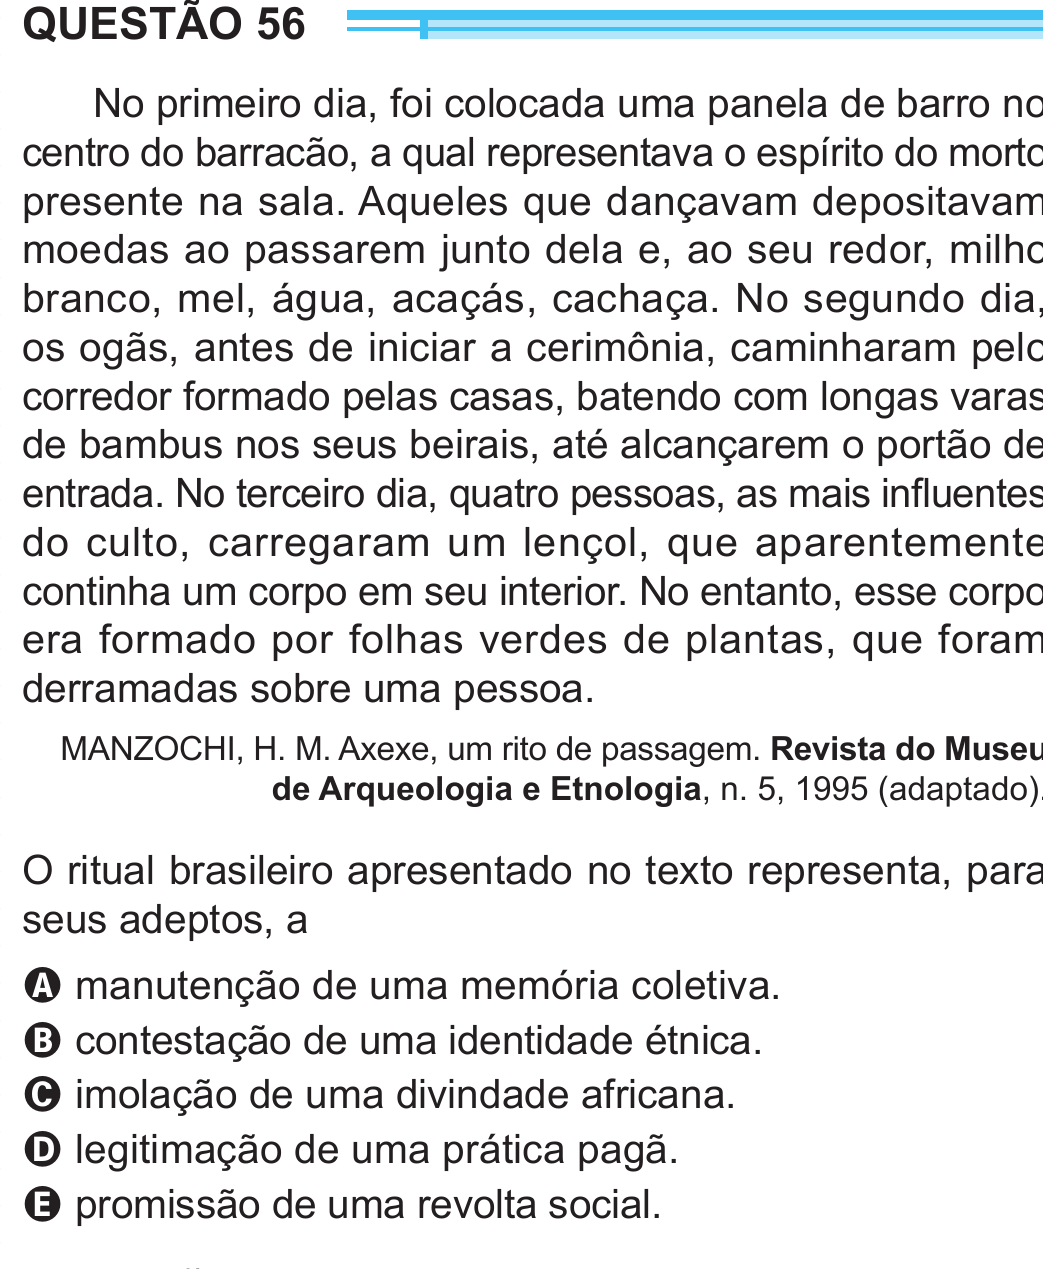 QUESTÃO 56
No primeiro dia, foi colocada uma panela de barro no
centro do barracão, a qual representava o espírito do morto
presente na sala. Aqueles que dançavam depositavam
moedas ao passarem junto dela e, ao seu redor, milho
branco, mel, água, acaçás, cachaça. No segundo dia,
os ogãs, antes de iniciar a cerimônia, caminharam pelo
corredor formado pelas casas, batendo com longas varas
de bambus nos seus beirais, até alcançarem o portão de
entrada. No terceiro dia, quatro pessoas, as mais influentes
do culto, carregaram um lençol, que aparentemente
continha um corpo em seu interior. No entanto, esse corpo
era formado por folhas verdes de plantas, que foram
derramadas sobre uma pessoa.
MANZOCHI, H. M. Axexe, um rito de passagem. Revista do Museu
de Arqueologia e Etnologia, n. 5, 1995 (adaptado).
O ritual brasileiro apresentado no texto representa, para
seus adeptos, a
A manutenção de uma memória coletiva.
B contestação de uma identidade étnica.
C imolação de uma divindade africana.
D legitimação de uma prática pagã.
E promissão de uma revolta social.